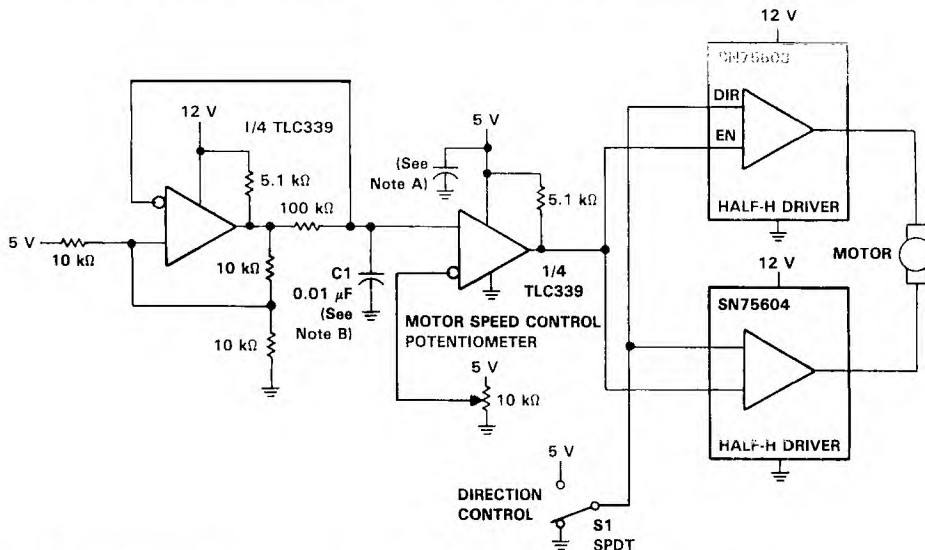 12 V
SN75603
DIR
EN
HALF-H DRIVER
12 V
1/4 TLC339
5.1 kΩ
100 kΩ
5 V
10 kΩ
10 kΩ
10 kΩ
C1
0.01 μF
(See
Note B)
5 V
(See
Note A)
5.1 kΩ
1/4
TLC339
MOTOR SPEED CONTROL
POTENTIOMETER
5 V
10 kΩ
MOTOR
12 V
SN75604
HALF-H DRIVER
5 V
DIRECTION
CONTROL
S1
SPDT